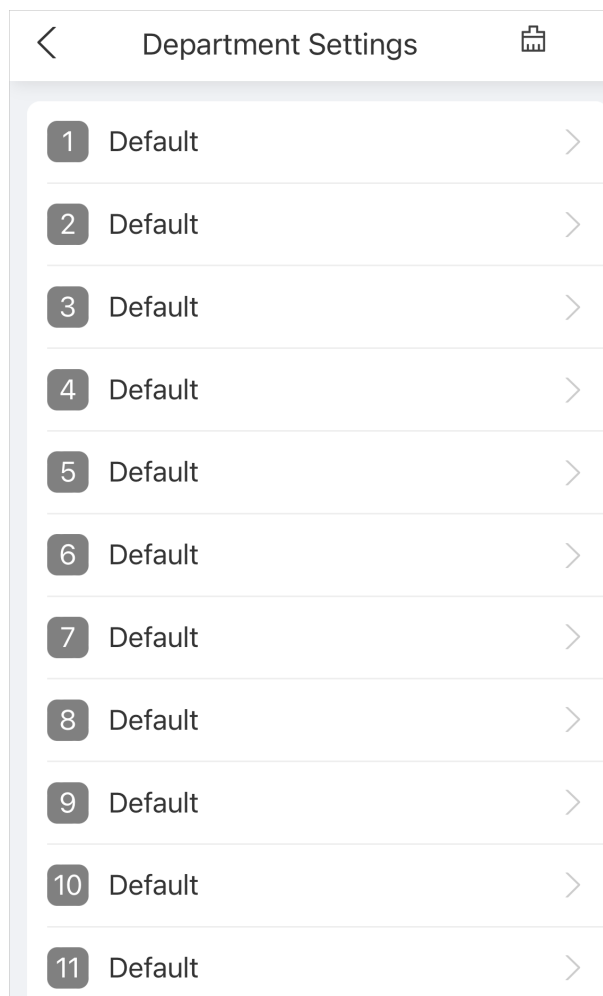 Department Settings
1 Default
2 Default
3 Default
4 Default
5 Default
6 Default
7 Default
8 Default
9 Default
10 Default
11 Default